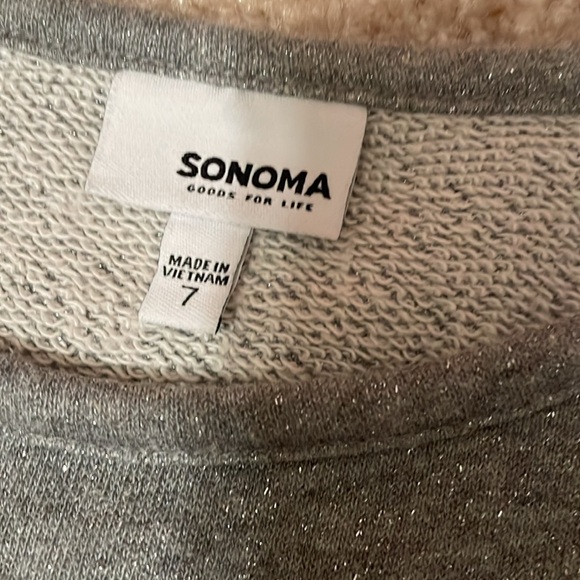 SONOMA
GOODS FOR LIFE
MADE IN
VIETNAM
7